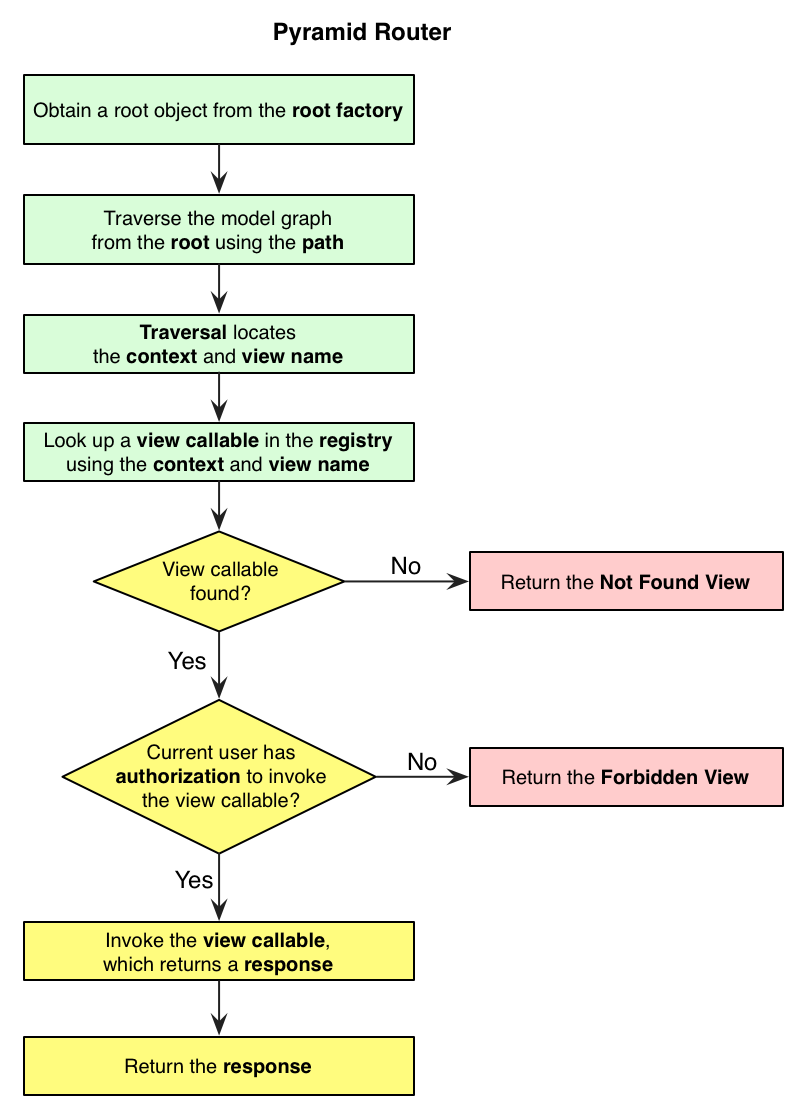 Pyramid Router
Obtain a root object from the root factory
Traverse the model graph
from the root using the path
Traversal locates
the context and view name
Look up a view callable in the registry
using the context and view name
View callable
found?
No
Return the Not Found View
Yes
Current user has
authorization to invoke
the view callable?
No
Return the Forbidden View
Yes
Invoke the view callable,
which returns a response
Return the response